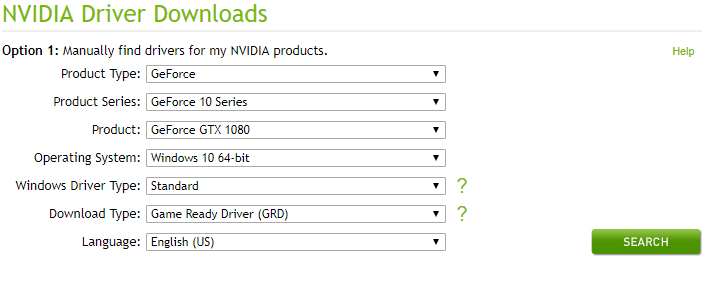 NVIDIA Driver Downloads
Option 1: Manually find drivers for my NVIDIA products. Help
Product Type: GeForce
Product Series: GeForce 10 Series
Product: GeForce GTX 1080
Operating System: Windows 10 64-bit
Windows Driver Type: Standard ?
Download Type: Game Ready Driver (GRD) ?
Language: English (US) SEARCH